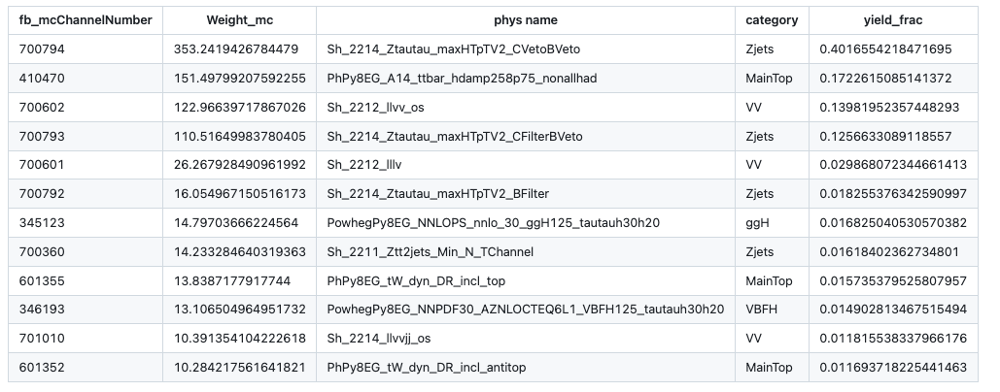 fb_mcChannelNumber Weight_mc phys name category yield_frac
700794 353.2419426784479 Sh_2214_Ztautau_maxHTpTV2_CVetoBVeto Zjets 0.4016554218471695
410470 151.49799207592255 PhPy8EG_A14_ttbar_hdamp258p75_nonallhad MainTop 0.1722615085141372
700602 122.96639717867026 Sh_2212_llvv_os VV 0.13981952357448293
700793 110.51649983780405 Sh_2214_Ztautau_maxHTpTV2_CFilterBVeto Zjets 0.1256633089118557
700601 26.267928490961992 Sh_2212_lllv VV 0.029868072344661413
700792 16.054967150516173 Sh_2214_Ztautau_maxHTpTV2_BFilter Zjets 0.018255376342590997
345123 14.79703666224564 PowhegPy8EG_NNLOPS_nnlo_30_ggH125_tautauh30h20 ggH 0.016825040530570382
700360 14.233284640319363 Sh_2211_Ztt2jets_Min_N_TChannel Zjets 0.01618402362734801
601355 13.8387177917744 PhPy8EG_tW_dyn_DR_incl_top MainTop 0.015735379525807957
346193 13.106504964951732 PowhegPy8EG_NNPDF30_AZNLOCTEQ6L1_VBFH125_tautauh30h20 VBFH 0.014902813467515494
701010 10.391354104222618 Sh_2214_llvvjj_os VV 0.011815538337966176
601352 10.284217561641821 PhPy8EG_tW_dyn_DR_incl_antitop MainTop 0.011693718225441463